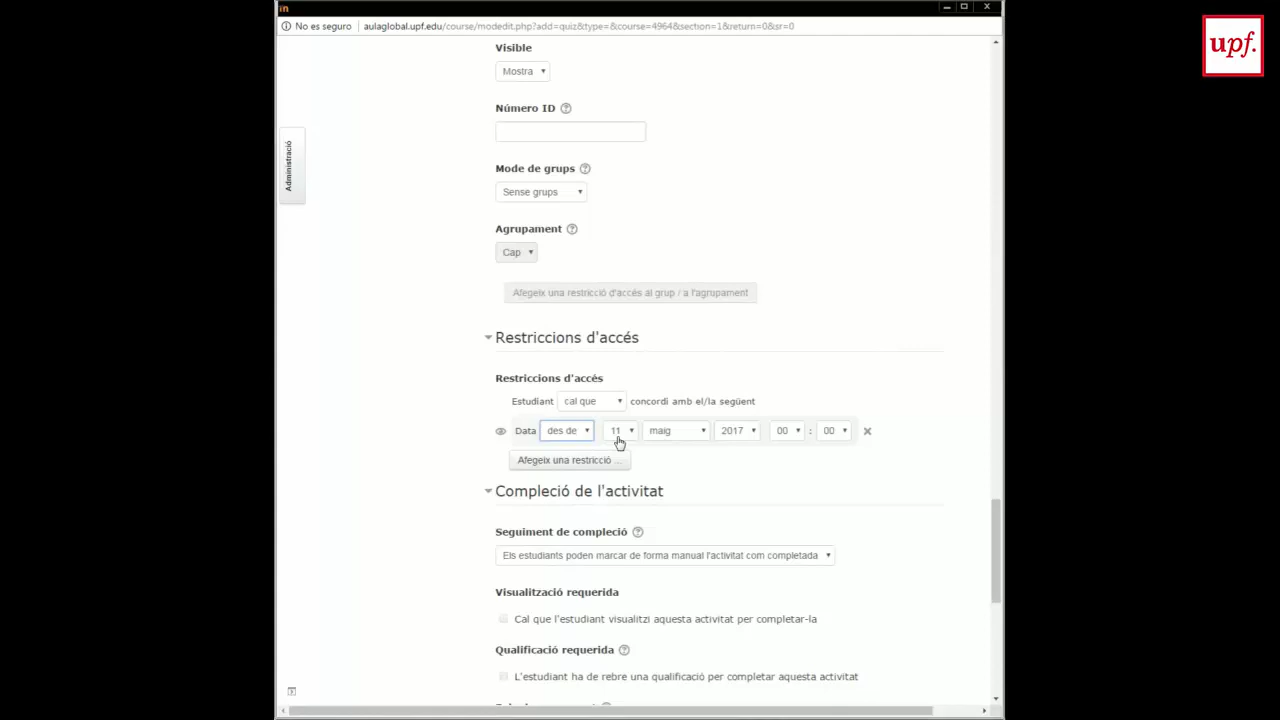 in
No es seguro aulaglobal.upf.edu/course/modedit.php?add=quiz&type=&course=4964&section=1&return=0&sr=0
upf.
Visible
Mostra
Número ID
Administració
Mode de grups
Sense grups
Agrupament
Cap
Afegeix una restricció d'accés al grup / a l'agrupament
Restriccions d'accés
Restriccions d'accés
Estudiant cal que concordi amb el/la següent
Data des de 11 maig 2017 00 : 00
Afegeix una restricció ...
Compleció de l'activitat
Seguiment de compleció
Els estudiants poden marcar de forma manual l'activitat com completada
Visualització requerida
Cal que l'estudiant visualitzi aquesta activitat per completar-la
Qualificació requerida
L'estudiant ha de rebre una qualificació per completar aquesta activitat